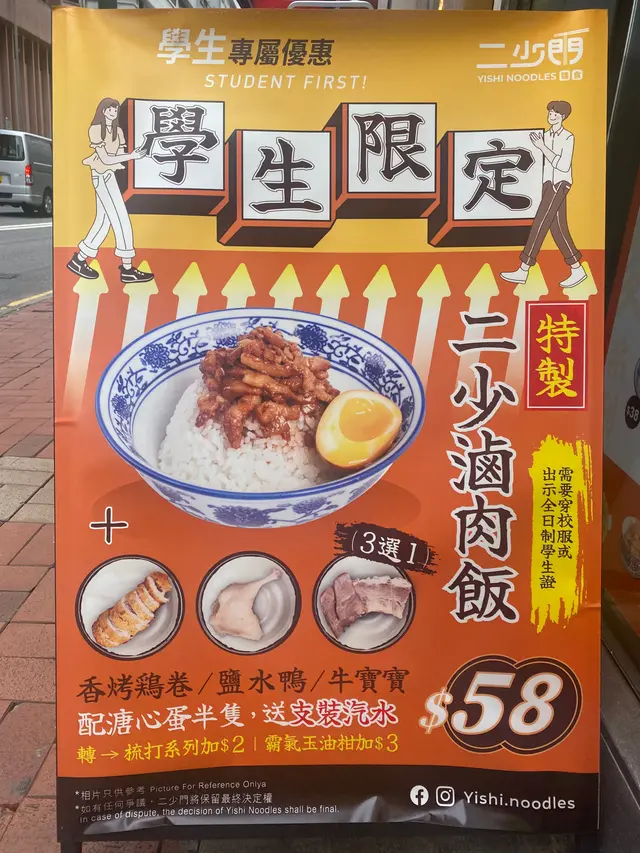 學生專屬優惠
STUDENT FIRST!
二少門
YISHI NOODLES 麵食
學生限定
特製
二少滷肉飯
需要穿校服或
出示全日制學生證
+
(3選1)
香烤鷄卷/鹽水鴨/牛寶寶
配溏心蛋半隻,送支裝汽水
轉→梳打系列加$2|霸氣玉油柑加$3
$58
*相片只供參考 Picture For Reference Onlya
*如有任何爭議,二少門將保留最終決定權
In case of dispute, the decision of Yishi Noodles shall be final.
Yishi.noodles